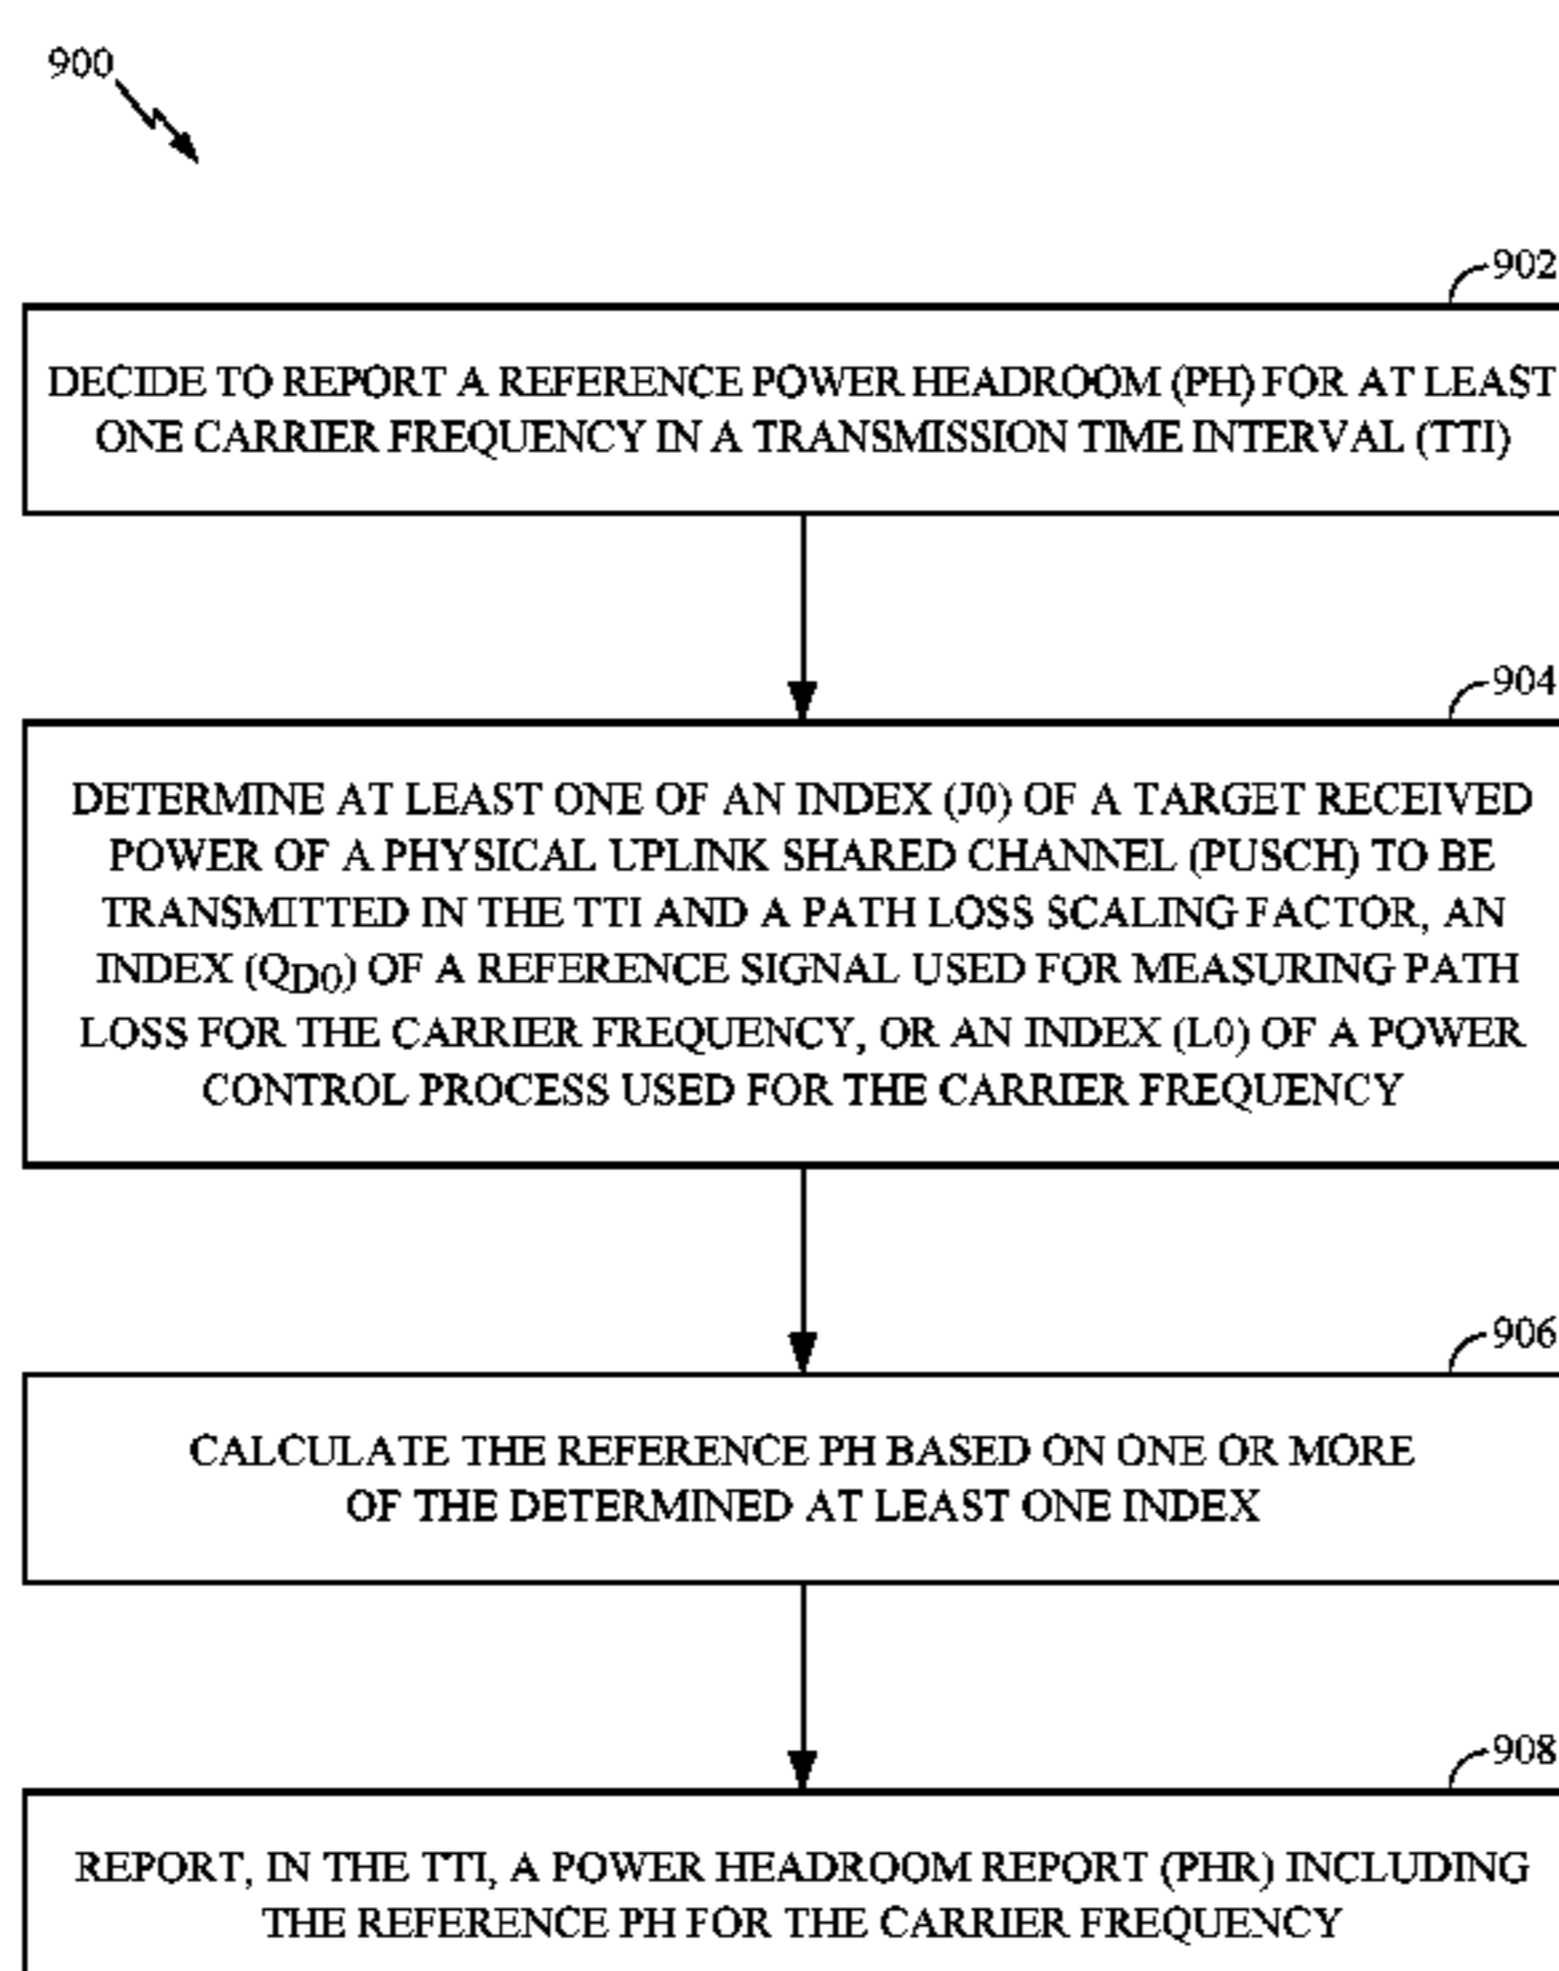 900
902
DECIDE TO REPORT A REFERENCE POWER HEADROOM (PH) FOR AT LEAST
ONE CARRIER FREQUENCY IN A TRANSMISSION TIME INTERVAL (TTI)
904
DETERMINE AT LEAST ONE OF AN INDEX (J0) OF A TARGET RECEIVED
POWER OF A PHYSICAL UPLINK SHARED CHANNEL (PUSCH) TO BE
TRANSMITTED IN THE TTI AND A PATH LOSS SCALING FACTOR, AN
INDEX (QD0) OF A REFERENCE SIGNAL USED FOR MEASURING PATH
LOSS FOR THE CARRIER FREQUENCY, OR AN INDEX (L0) OF A POWER
CONTROL PROCESS USED FOR THE CARRIER FREQUENCY
906
CALCULATE THE REFERENCE PH BASED ON ONE OR MORE
OF THE DETERMINED AT LEAST ONE INDEX
908
REPORT, IN THE TTI, A POWER HEADROOM REPORT (PHR) INCLUDING
THE REFERENCE PH FOR THE CARRIER FREQUENCY